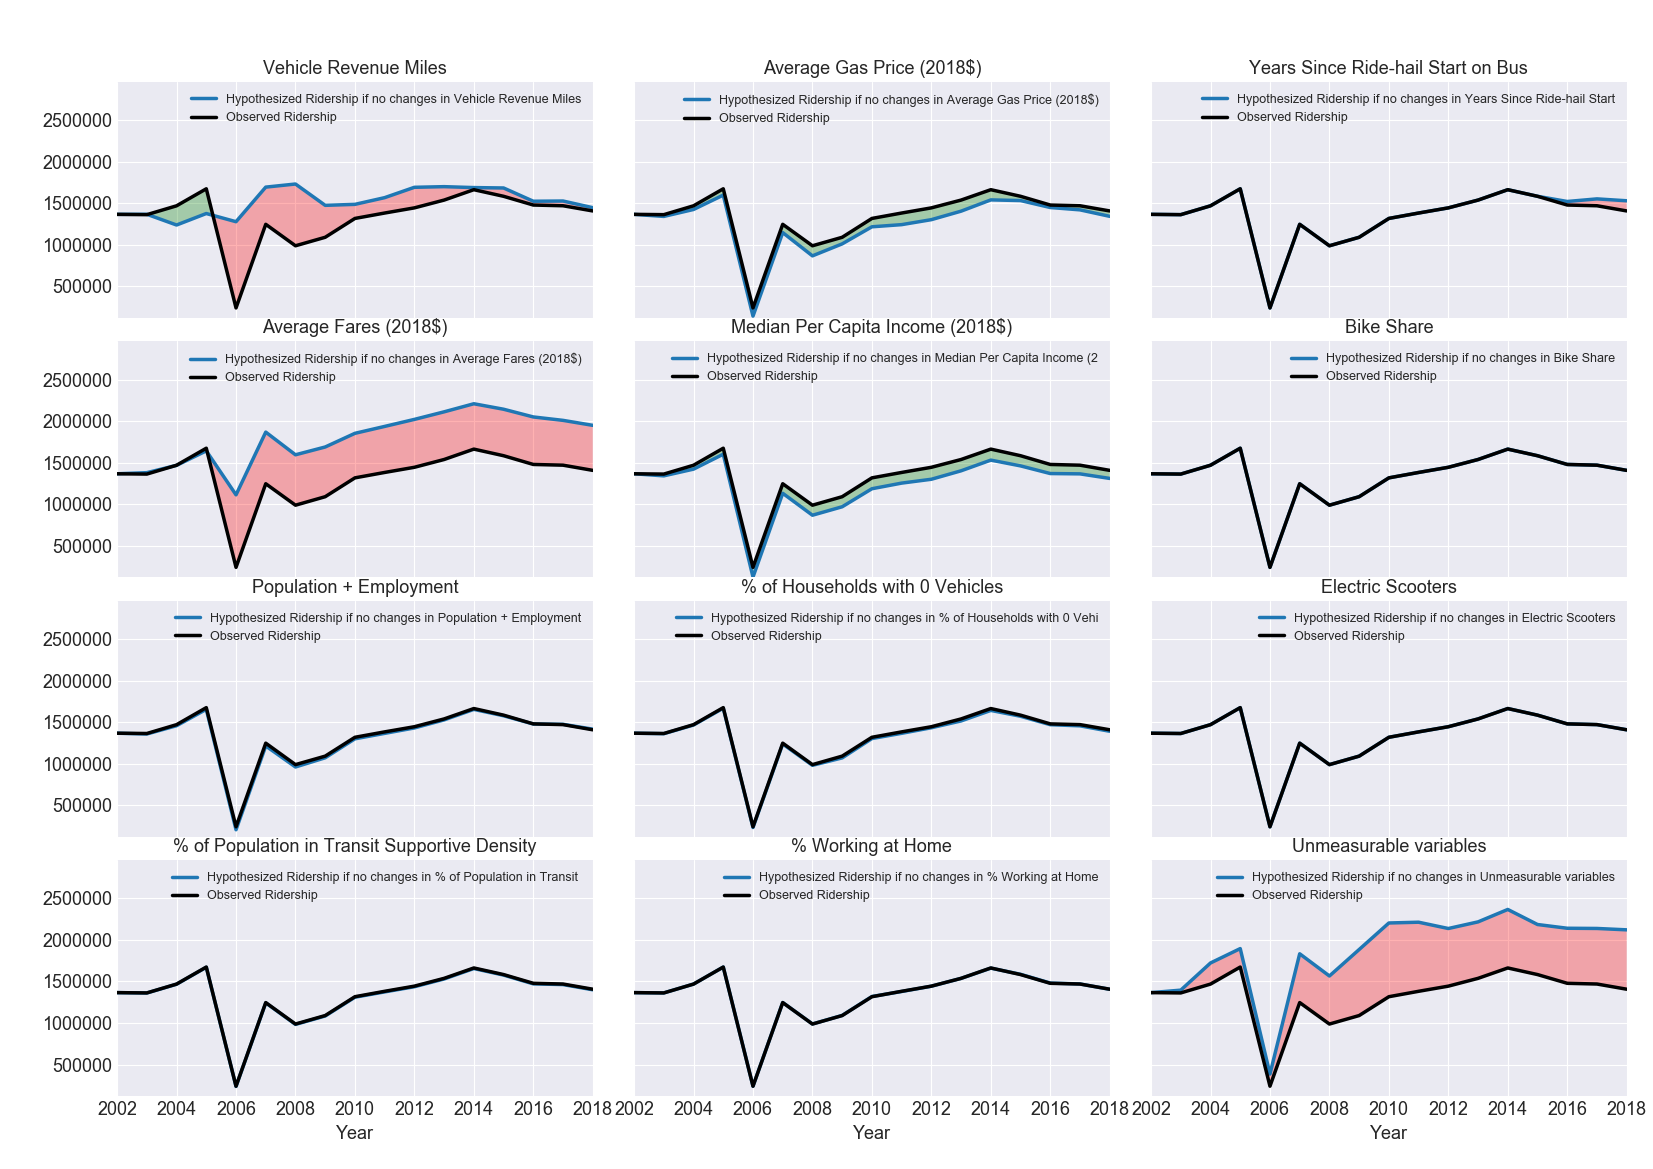 Vehicle Revenue Miles
Hypothesized Ridership if no changes in Vehicle Revenue Miles
Observed Ridership
2500000
2000000
1500000
1000000
500000
Average Gas Price (2018$)
Hypothesized Ridership if no changes in Average Gas Price (2018$)
Observed Ridership
Years Since Ride-hail Start on Bus
Hypothesized Ridership if no changes in Years Since Ride-hail Start
Observed Ridership
Average Fares (2018$)
Hypothesized Ridership if no changes in Average Fares (2018$)
Observed Ridership
2500000
2000000
1500000
1000000
500000
Median Per Capita Income (2018$)
Hypothesized Ridership if no changes in Median Per Capita Income (2
Observed Ridership
Bike Share
Hypothesized Ridership if no changes in Bike Share
Observed Ridership
Population + Employment
Hypothesized Ridership if no changes in Population + Employment
Observed Ridership
2500000
2000000
1500000
1000000
500000
% of Households with 0 Vehicles
Hypothesized Ridership if no changes in % of Households with 0 Vehi
Observed Ridership
Electric Scooters
Hypothesized Ridership if no changes in Electric Scooters
Observed Ridership
% of Population in Transit Supportive Density
Hypothesized Ridership if no changes in % of Population in Transit
Observed Ridership
2500000
2000000
1500000
1000000
500000
2002 2004 2006 2008 2010 2012 2014 2016 2018
Year
% Working at Home
Hypothesized Ridership if no changes in % Working at Home
Observed Ridership
2002 2004 2006 2008 2010 2012 2014 2016 2018
Year
Unmeasurable variables
Hypothesized Ridership if no changes in Unmeasurable variables
Observed Ridership
2002 2004 2006 2008 2010 2012 2014 2016 2018
Year